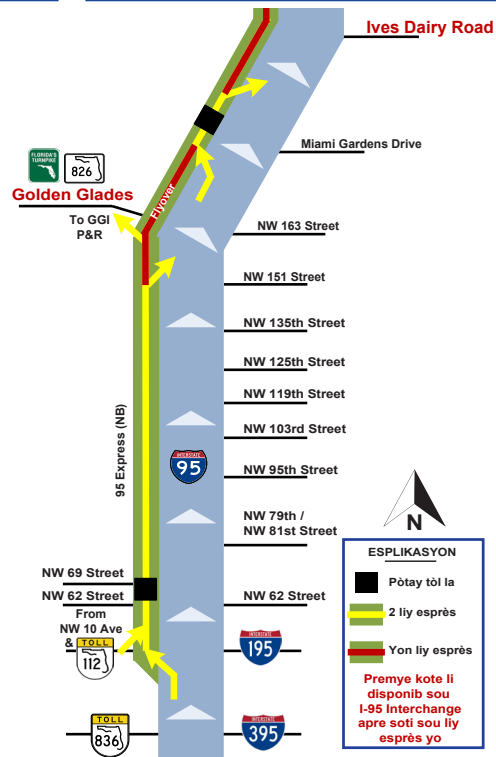 Ives Dairy Road
Miami Gardens Drive
FLORIDA'S
TURNPIKE
826
Golden Glades
To GGI
P&R
Flyover
NW 163 Street
NW 151 Street
NW 135th Street
NW 125th Street
NW 119th Street
NW 103rd Street
95 Express (NB)
INTERSTATE
95
NW 95th Street
NW 79th /
NW 81st Street
N
NW 69 Street
NW 62 Street
NW 62 Street
From
NW 10 Ave
&
TOLL
112
INTERSTATE
195
TOLL
836
INTERSTATE
395
ESPLIKASYON
Pòtay tòl la
2 liy esprès
Yon liy esprès
Premye kote li
disponib sou
I-95 Interchange
apre soti sou liy
esprès yo